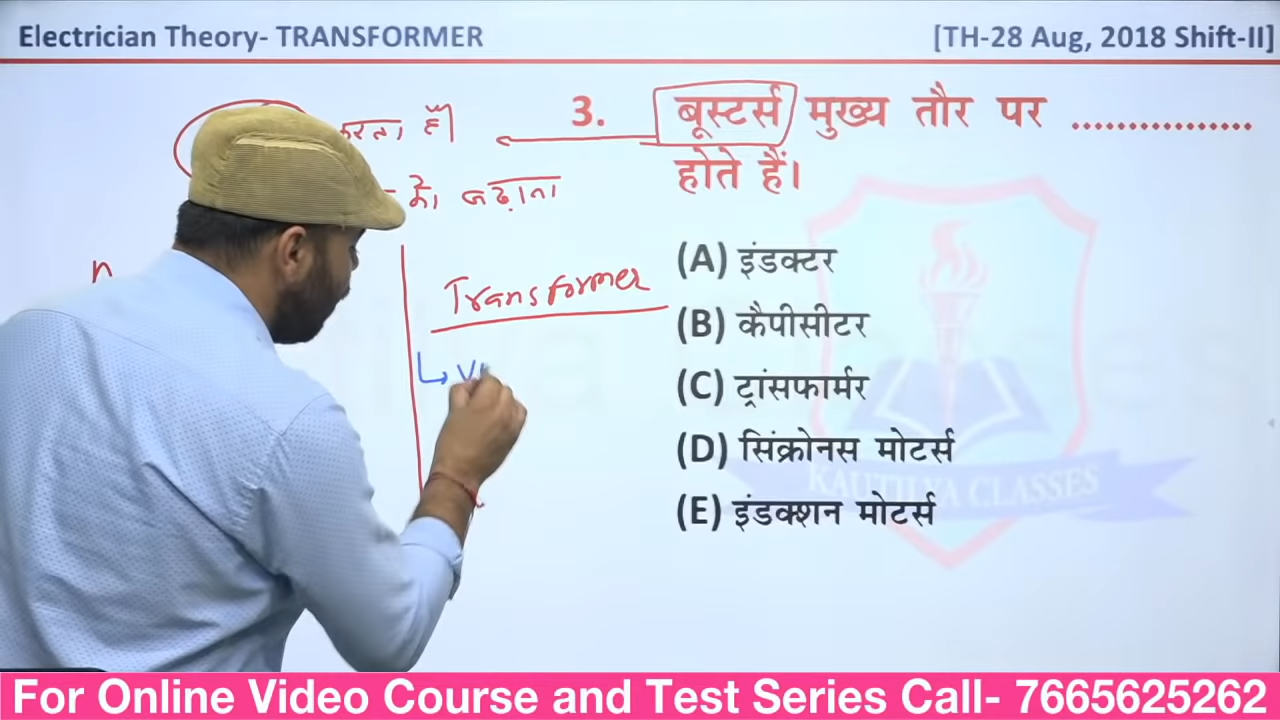 Electrician Theory- TRANSFORMER
[TH-28 Aug, 2018 Shift-II]
3. बूस्टर्स मुख्य तौर पर ................
होते हैं।
(A) इंडक्टर
(B) कैपीसीटर
(C) ट्रांसफार्मर
(D) सिंक्रोनस मोटर्स
(E) इंडक्शन मोटर्स
है।
को बढ़ाता
n
Transformer
KAUTILYA CLASSES
For Online Video Course and Test Series Call- 7665625262